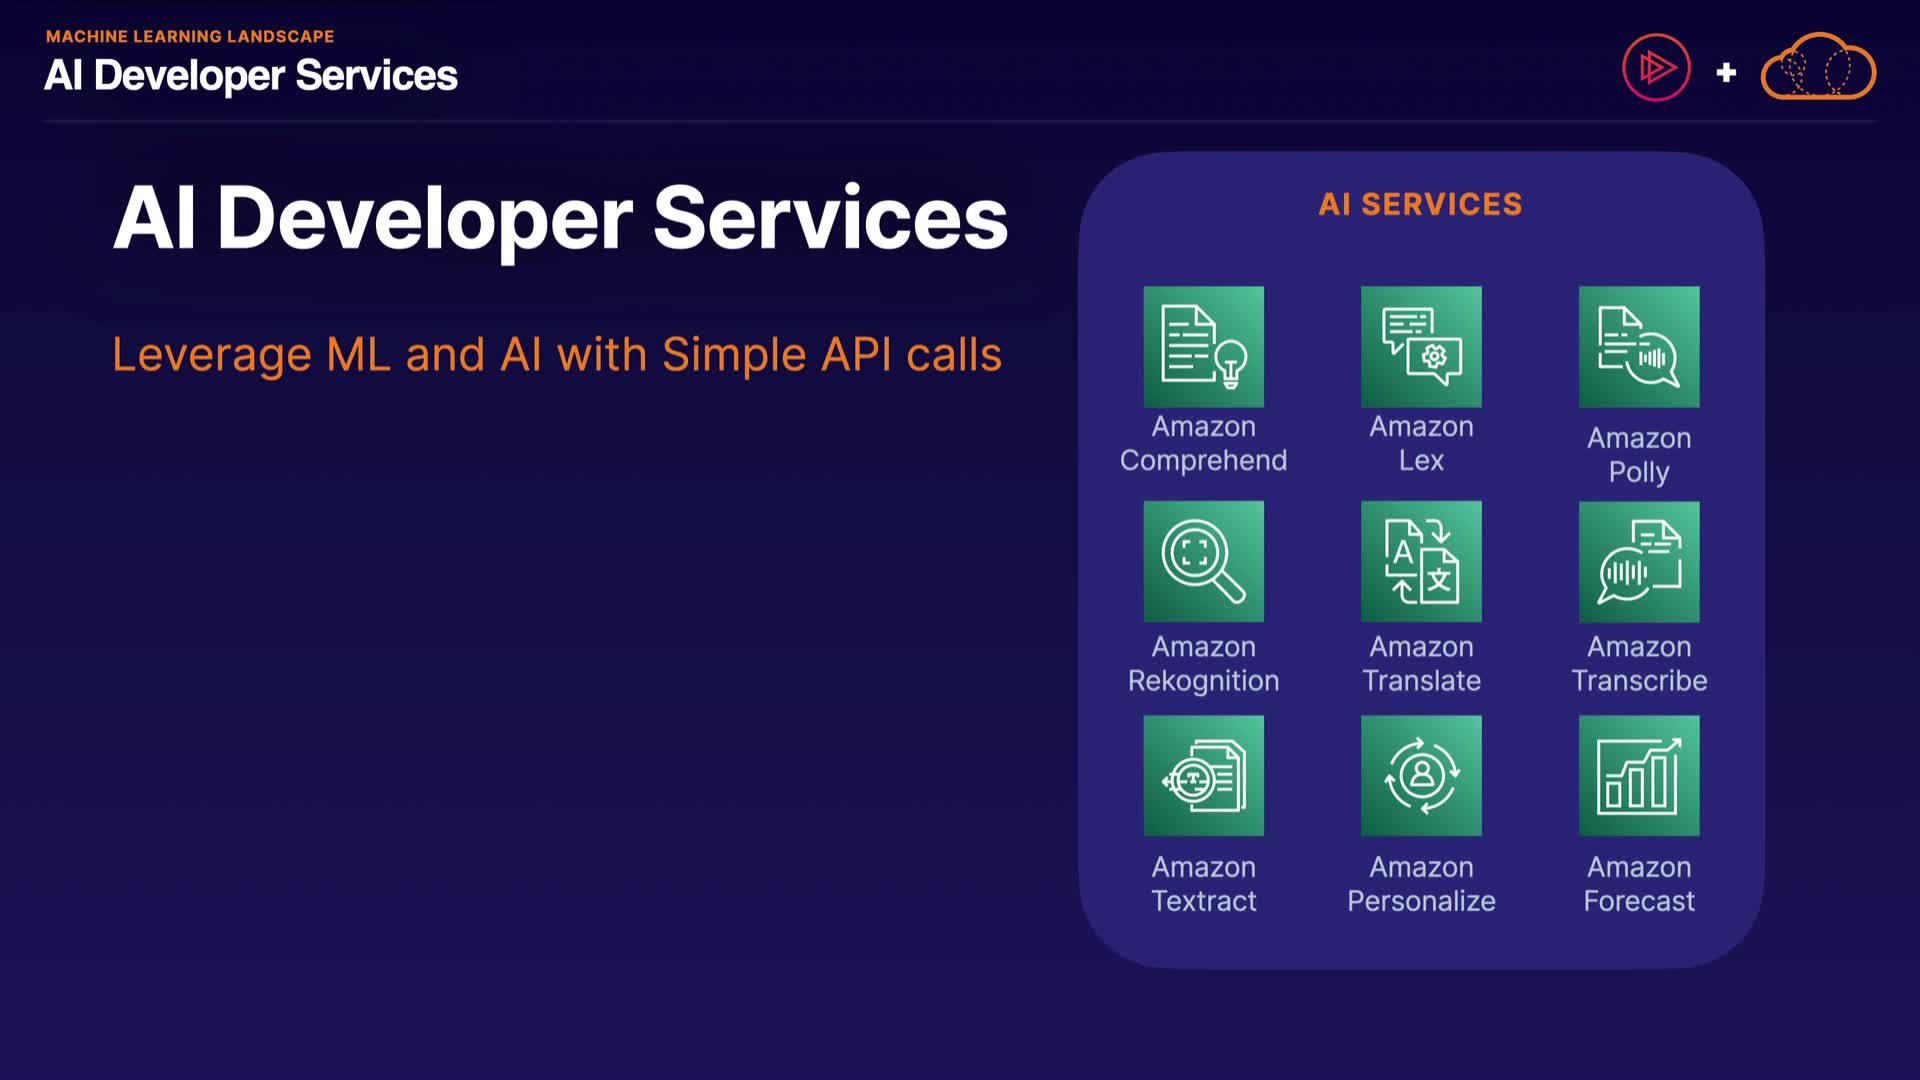 MACHINE LEARNING LANDSCAPE
AI Developer Services
AI Developer Services
Leverage ML and AI with Simple API calls
AI SERVICES
Amazon
Comprehend
Amazon
Lex
Amazon
Polly
Amazon
Rekognition
Amazon
Translate
Amazon
Transcribe
Amazon
Textract
Amazon
Personalize
Amazon
Forecast